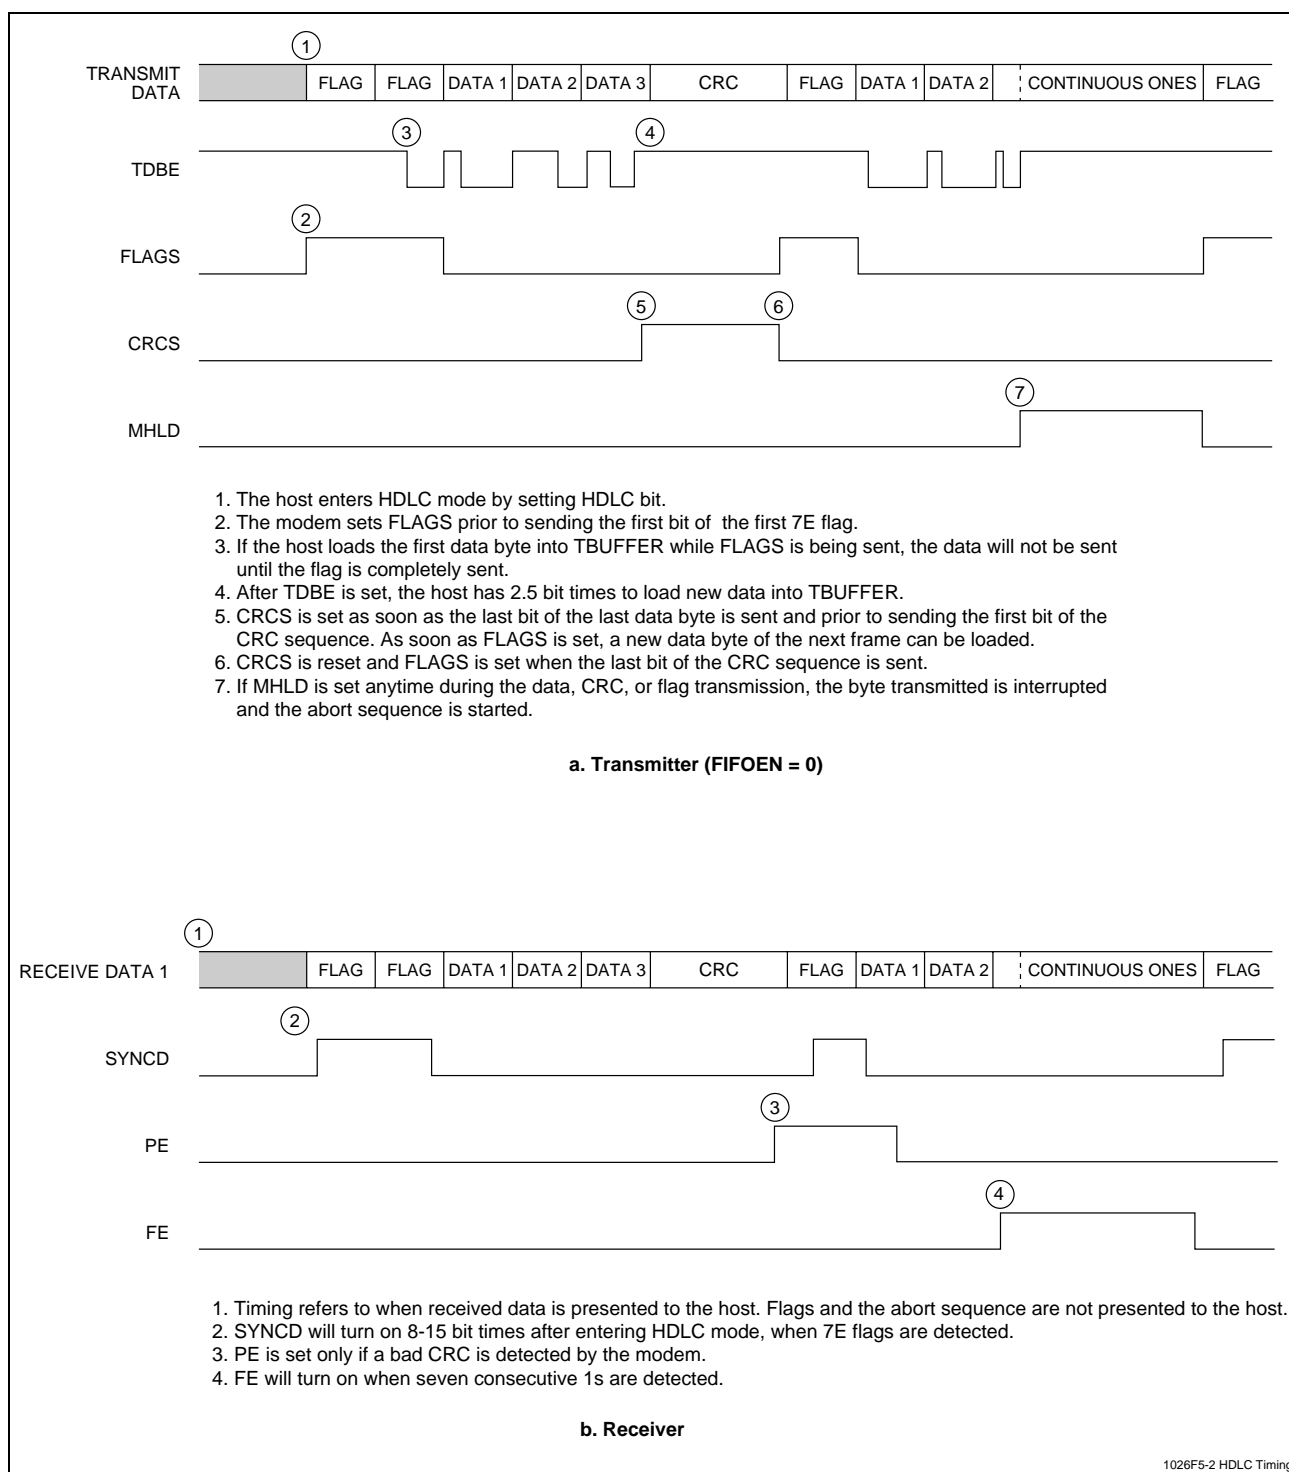 1
TRANSMIT
DATA
FLAG FLAG DATA 1 DATA 2 DATA 3 CRC FLAG DATA 1 DATA 2 CONTINUOUS ONES FLAG
3 4
TDBE
2
FLAGS
5 6
CRCS
7
MHLD
1. The host enters HDLC mode by setting HDLC bit.
2. The modem sets FLAGS prior to sending the first bit of the first 7E flag.
3. If the host loads the first data byte into TBUFFER while FLAGS is being sent, the data will not be sent
until the flag is completely sent.
4. After TDBE is set, the host has 2.5 bit times to load new data into TBUFFER.
5. CRCS is set as soon as the last bit of the last data byte is sent and prior to sending the first bit of the
CRC sequence. As soon as FLAGS is set, a new data byte of the next frame can be loaded.
6. CRCS is reset and FLAGS is set when the last bit of the CRC sequence is sent.
7. If MHLD is set anytime during the data, CRC, or flag transmission, the byte transmitted is interrupted
and the abort sequence is started.
a. Transmitter (FIFOEN = 0)
1
RECEIVE DATA 1
FLAG FLAG DATA 1 DATA 2 DATA 3 CRC FLAG DATA 1 DATA 2 CONTINUOUS ONES FLAG
2
SYNCD
3
PE
4
FE
1. Timing refers to when received data is presented to the host. Flags and the abort sequence are not presented to the host.
2. SYNCD will turn on 8-15 bit times after entering HDLC mode, when 7E flags are detected.
3. PE is set only if a bad CRC is detected by the modem.
4. FE will turn on when seven consecutive 1s are detected.
b. Receiver
1026F5-2 HDLC Timing